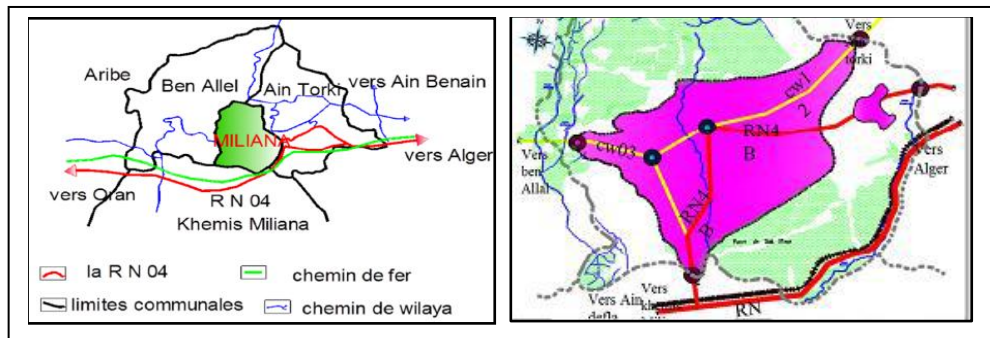 Aribe
Ben Allel
Ain Torki
vers Ain Benain
MILIANA
vers Alger
vers Oran
R N 04
Khemis Miliana
la R N 04
chemin de fer
limites communales
chemin de wilaya
Vers
torki
cw1
2
RN4
B
cw03
Vers
ben
Allal
RN4
B
Vers
Alger
Vers Ain
defla
Vers
RN